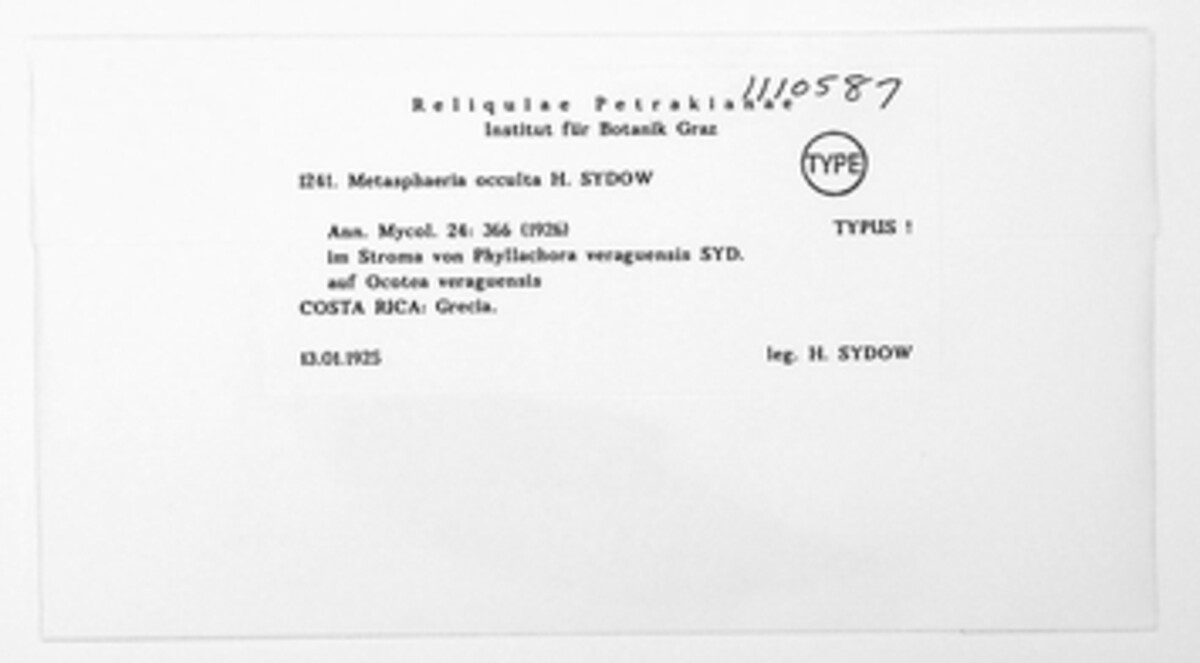 1110587
Reliquiae Petrakianae
Institut für Botanik Graz
TYPE
1241. Metasphaeria occulta H. SYDOW
Ann. Mycol. 24: 366 (1926)
TYPUS !
im Stroma von Phyllachora veraguensis SYD.
auf Ocotea veraguensis
COSTA RICA: Grecia.
13.01.1925
leg. H. SYDOW